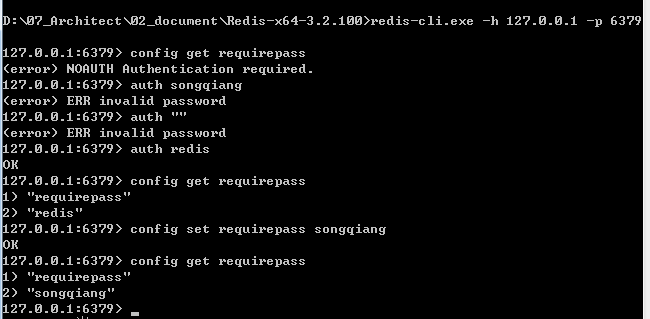 D:\07_Architect\02_document\Redis-x64-3.2.100>redis-cli.exe -h 127.0.0.1 -p 6379
127.0.0.1:6379> config get requirepass
(error) NOAUTH Authentication required.
127.0.0.1:6379> auth songqiang
(error) ERR invalid password
127.0.0.1:6379> auth ""
(error) ERR invalid password
127.0.0.1:6379> auth redis
OK
127.0.0.1:6379> config get requirepass
1) "requirepass"
2) "redis"
127.0.0.1:6379> config set requirepass songqiang
OK
127.0.0.1:6379> config get requirepass
1) "requirepass"
2) "songqiang"
127.0.0.1:6379>